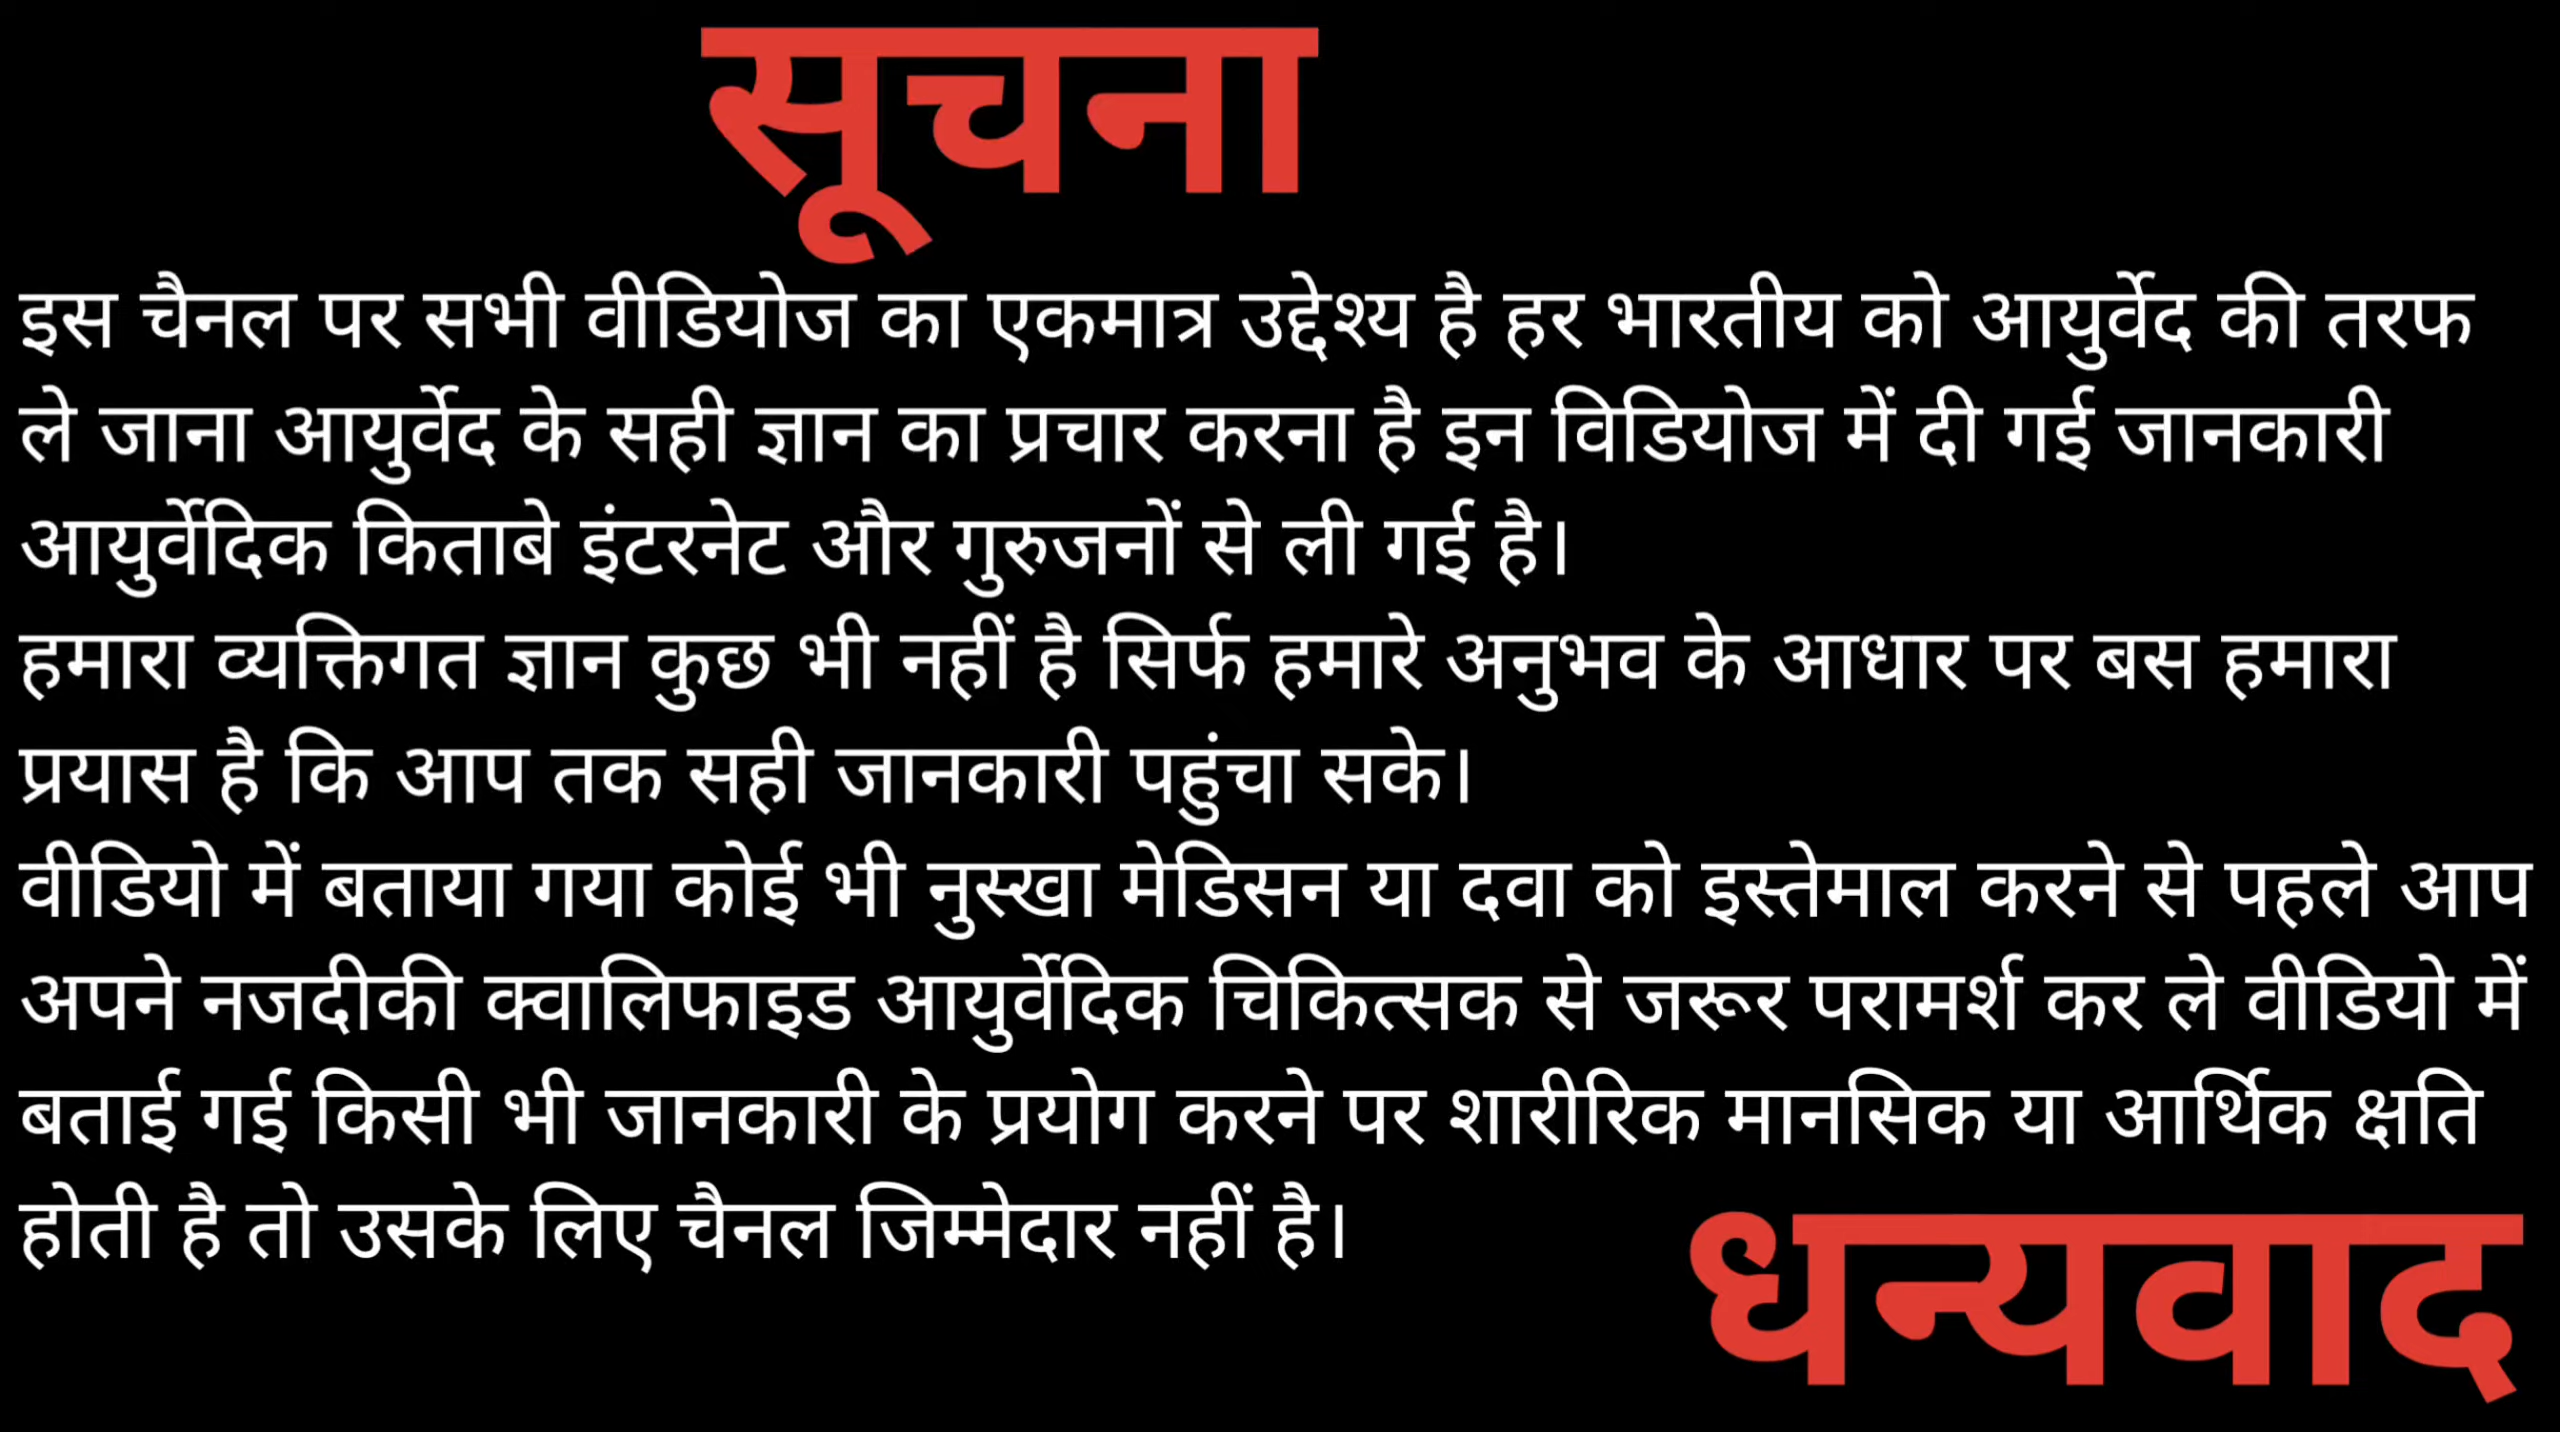 सूचना
इस चैनल पर सभी वीडियोज का एकमात्र उद्देश्य है हर भारतीय को आयुर्वेद की तरफ
ले जाना आयुर्वेद के सही ज्ञान का प्रचार करना है इन विडियोज में दी गई जानकारी
आयुर्वेदिक किताबे इंटरनेट और गुरुजनों से ली गई है।
हमारा व्यक्तिगत ज्ञान कुछ भी नहीं है सिर्फ हमारे अनुभव के आधार पर बस हमारा
प्रयास है कि आप तक सही जानकारी पहुंचा सके।
वीडियो में बताया गया कोई भी नुस्खा मेडिसन या दवा को इस्तेमाल करने से पहले आप
अपने नजदीकी क्वालिफाइड आयुर्वेदिक चिकित्सक से जरूर परामर्श कर ले वीडियो में
बताई गई किसी भी जानकारी के प्रयोग करने पर शारीरिक मानसिक या आर्थिक क्षति
होती है तो उसके लिए चैनल जिम्मेदार नहीं है।
धन्यवाद